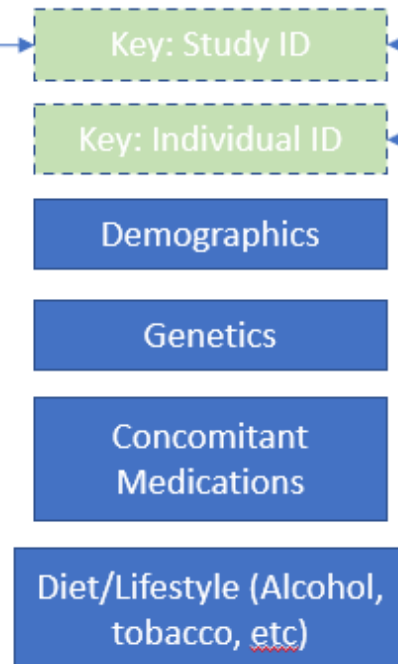 Key: Study ID
Key: Individual ID
Demographics
Genetics
Concomitant
Medications
Diet/Lifestyle (Alcohol,
tobacco, etc)